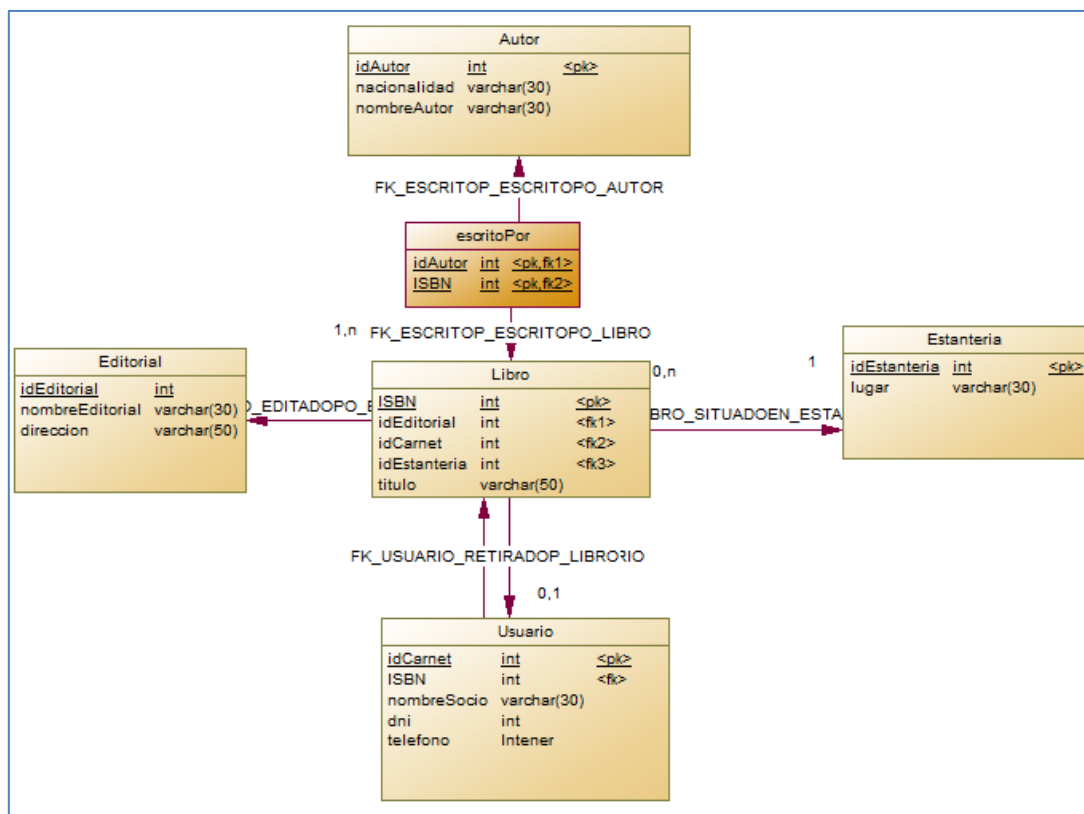 Autor
idAutor int <pk>
nacionalidad varchar(30)
nombreAutor varchar(30)
FK_ESCRITOP_ESCRITOPO_AUTOR
escritoPor
idAutor int <pk,fk1>
ISBN int <pk,fk2>
1,n FK_ESCRITOP_ESCRITOPO_LIBRO
Editorial
idEditorial int
nombreEditorial varchar(30)
direccion varchar(50)
O_EDITADOPO_E
Libro
ISBN int <pk>
idEditorial int <fk1>
idCarnet int <fk2>
idEstanteria int <fk3>
titulo varchar(50)
0,n
1
BRO_SITUADOEN_ESTA
Estanteria
idEstanteria int <pk>
lugar varchar(30)
FK_USUARIO_RETIRADOP_LIBRORIO
0,1
Usuario
idCarnet int <pk>
ISBN int <fk>
nombreSocio varchar(30)
dni int
telefono Intener